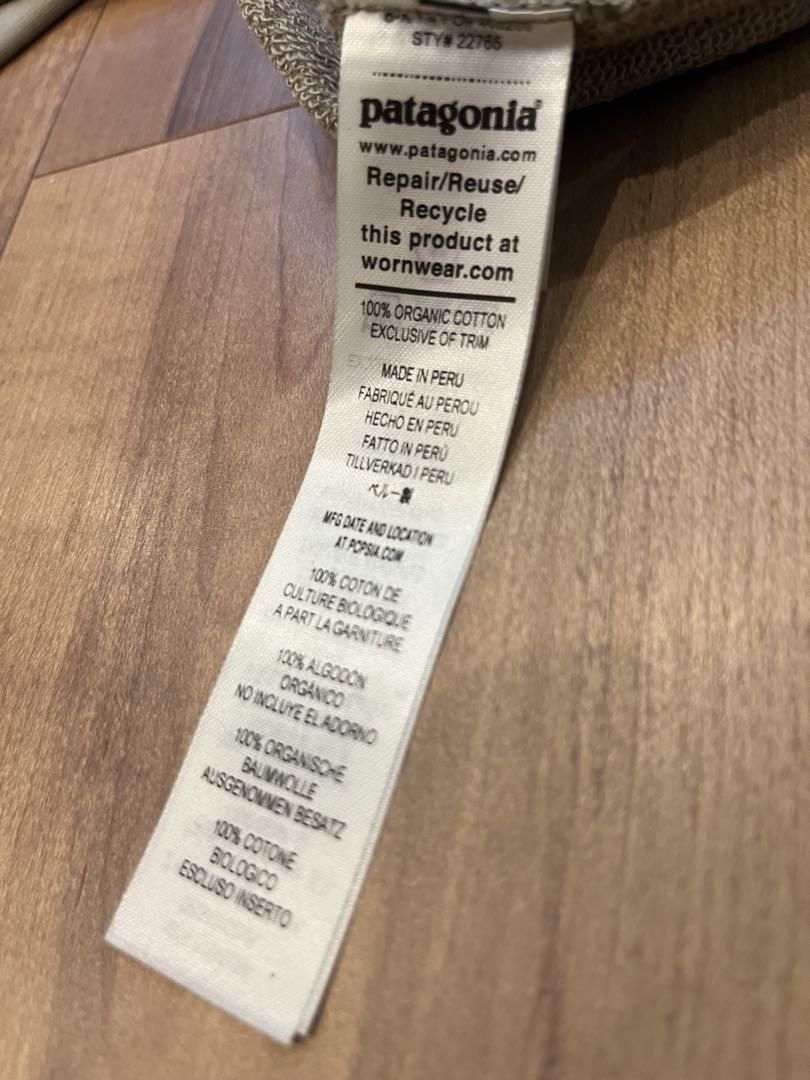 STY# 22765
patagonia®
www.patagonia.com
Repair/Reuse/
Recycle
this product at
wornwear.com
100% ORGANIC COTTON
EXCLUSIVE OF TRIM
MADE IN PERU
FABRIQUÉ AU PEROU
HECHO EN PERU
FATTO IN PERÙ
TILLVERKAD I PERU
ペルー製
MFG DATE AND LOCATION
AT PCPSIA.COM
100% COTON DE
CULTURE BIOLOGIQUE
A PART LA GARNITURE
100% ALGODÓN
ORGÁNICO
NO INCLUYE EL ADORNO
100% ORGANISCHE
BAUMWOLLE
AUSGENOMMEN BESATZ
100% COTONE
BIOLOGICO
ESCLUSO INSERTO